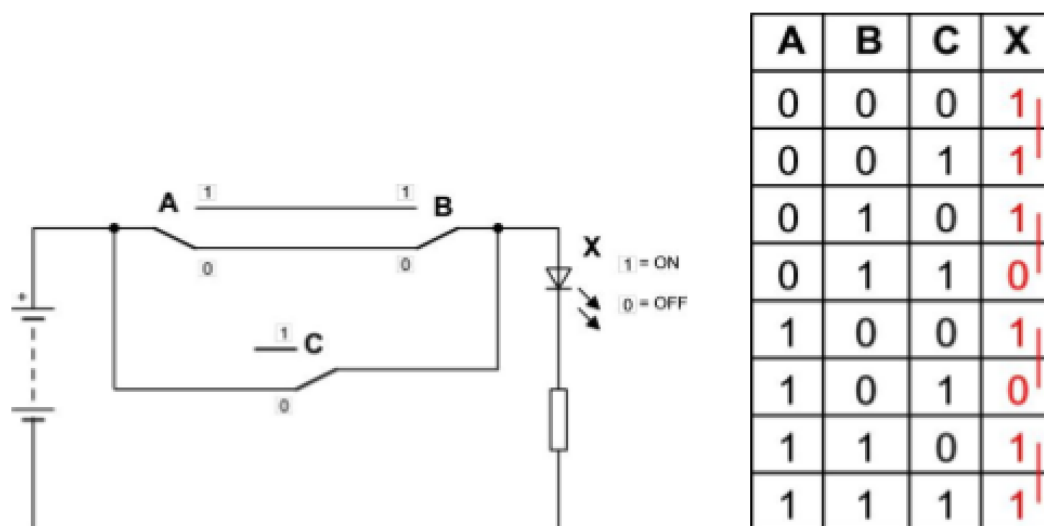 A 1 1 B
0 0
X
1 = ON
0 = OFF
+
1 C
0
A B C X
0 0 0 1
0 0 1 1
0 1 0 1
0 1 1 0
1 0 0 1
1 0 1 0
1 1 0 1
1 1 1 1